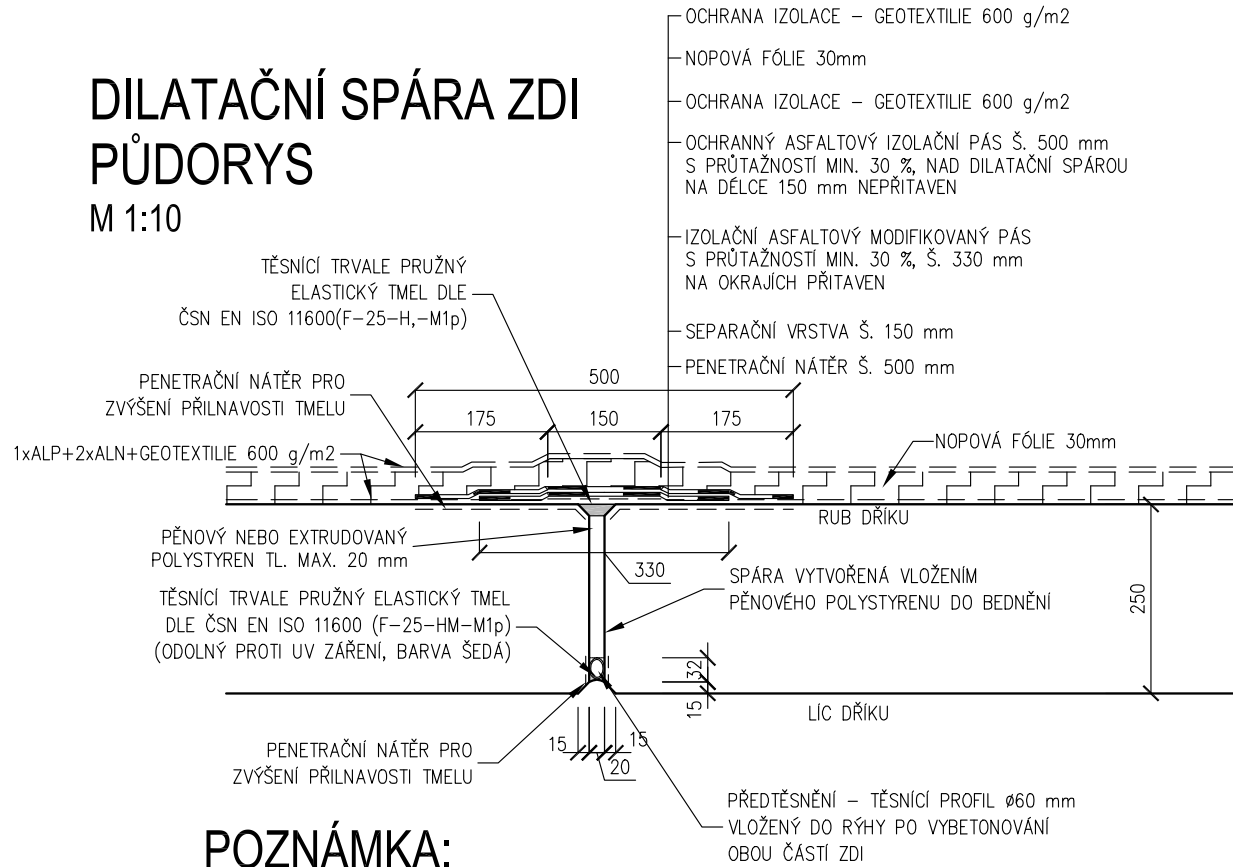 DILATAČNÍ SPÁRA ZDI
PŮDORYS
M 1:10
OCHRANA IZOLACE – GEOTEXTILIE 600 g/m2
NOPOVÁ FÓLIE 30mm
OCHRANA IZOLACE – GEOTEXTILIE 600 g/m2
OCHRANNÝ ASFALTOVÝ IZOLAČNÍ PÁS Š. 500 mm
S PRŮTAŽNOSTÍ MIN. 30 %, NAD DILATAČNÍ SPÁROU
NA DÉLCE 150 mm NEPŘITAVEN
IZOLAČNÍ ASFALTOVÝ MODIFIKOVANÝ PÁS
S PRŮTAŽNOSTÍ MIN. 30 %, Š. 330 mm
NA OKRAJÍCH PŘITAVEN
SEPARAČNÍ VRSTVA Š. 150 mm
PENETRAČNÍ NÁTĚR Š. 500 mm
TĚSNÍCÍ TRVALE PRUŽNÝ
ELASTICKÝ TMEL DLE
ČSN EN ISO 11600(F-25-H,-M1p)
PENETRAČNÍ NÁTĚR PRO
ZVÝŠENÍ PŘILNAVOSTI TMELU
500
175
150
175
1xALP+2xALN+GEOTEXTILIE 600 g/m2
NOPOVÁ FÓLIE 30mm
RUB DŘÍKU
PĚNOVÝ NEBO EXTRUDOVANÝ
POLYSTYREN TL. MAX. 20 mm
330
SPÁRA VYTVOŘENÁ VLOŽENÍM
PĚNOVÉHO POLYSTYRENU DO BEDNĚNÍ
250
TĚSNÍCÍ TRVALE PRUŽNÝ ELASTICKÝ TMEL
DLE ČSN EN ISO 11600 (F-25-HM-M1p)
(ODOLNÝ PROTI UV ZÁŘENÍ, BARVA ŠEDÁ)
32
15
LÍC DŘÍKU
15
15
20
PENETRAČNÍ NÁTĚR PRO
ZVÝŠENÍ PŘILNAVOSTI TMELU
PŘEDTĚSNĚNÍ – TĚSNÍCÍ PROFIL ø60 mm
VLOŽENÝ DO RÝHY PO VYBETONOVÁNÍ
OBOU ČÁSTÍ ZDI
POZNÁMKA: